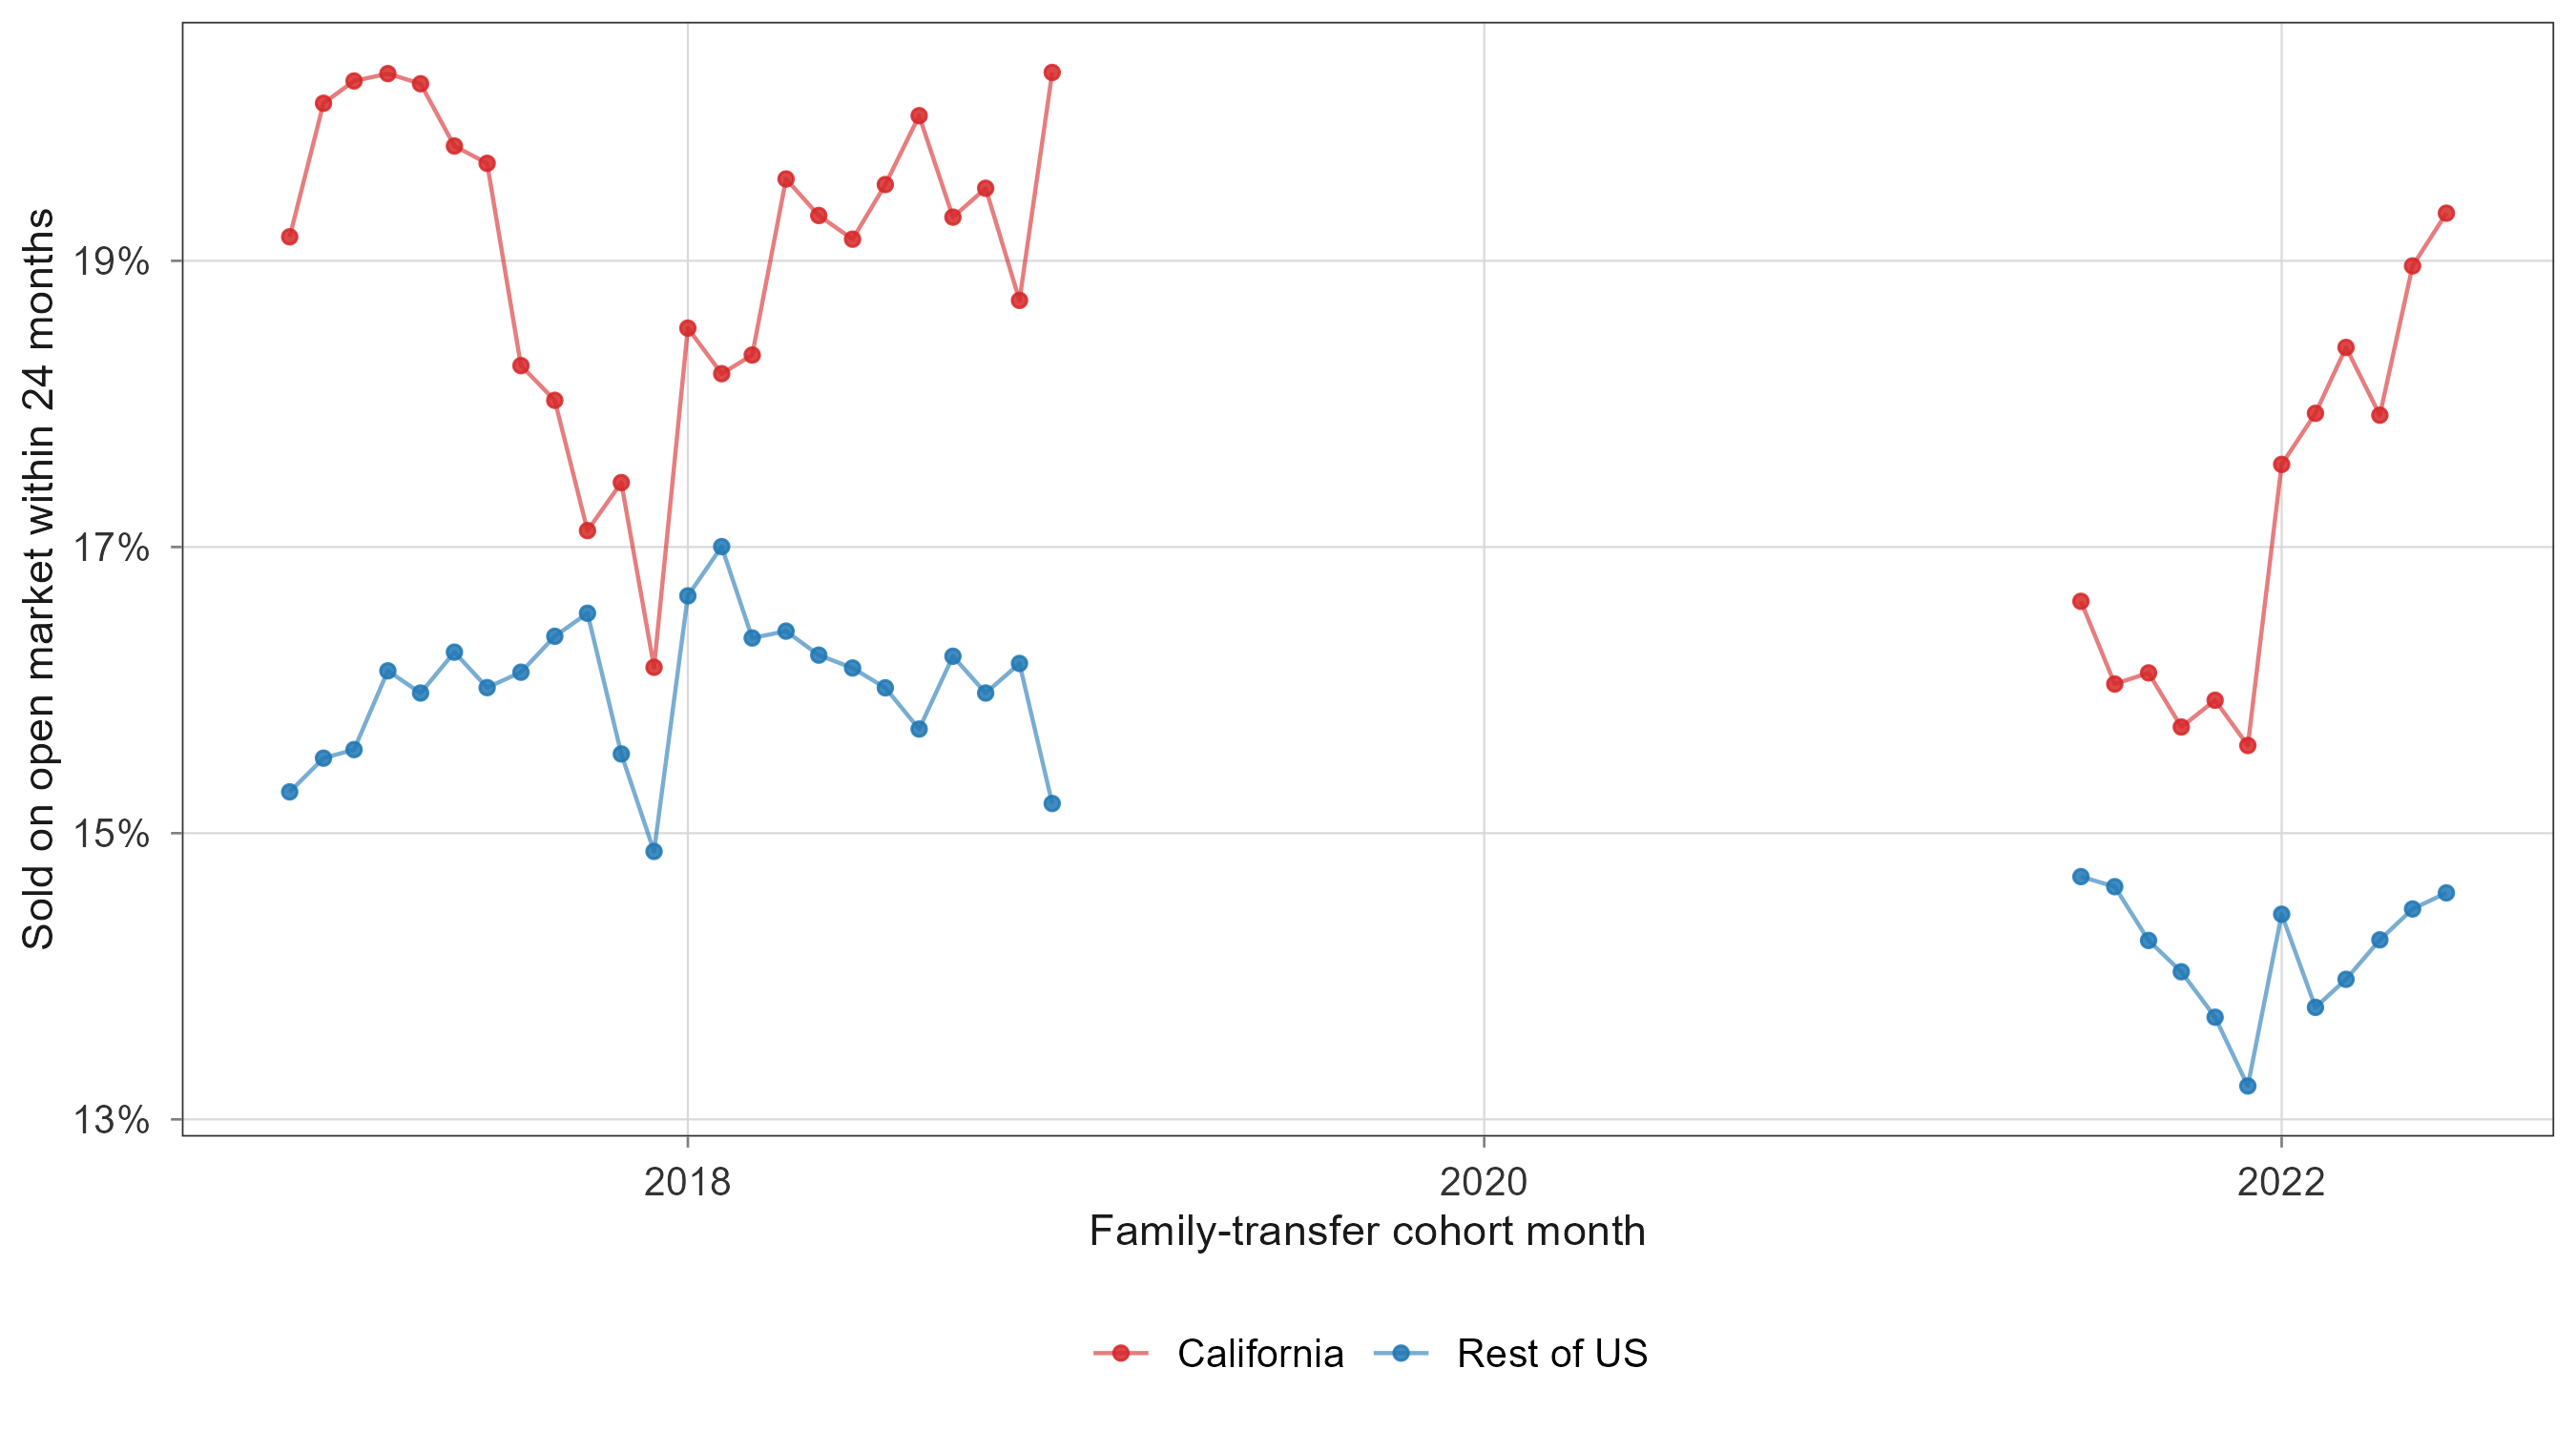 Sold on open market within 24 months
19%
17%
15%
13%
2018 2020 2022
Family-transfer cohort month
California Rest of US